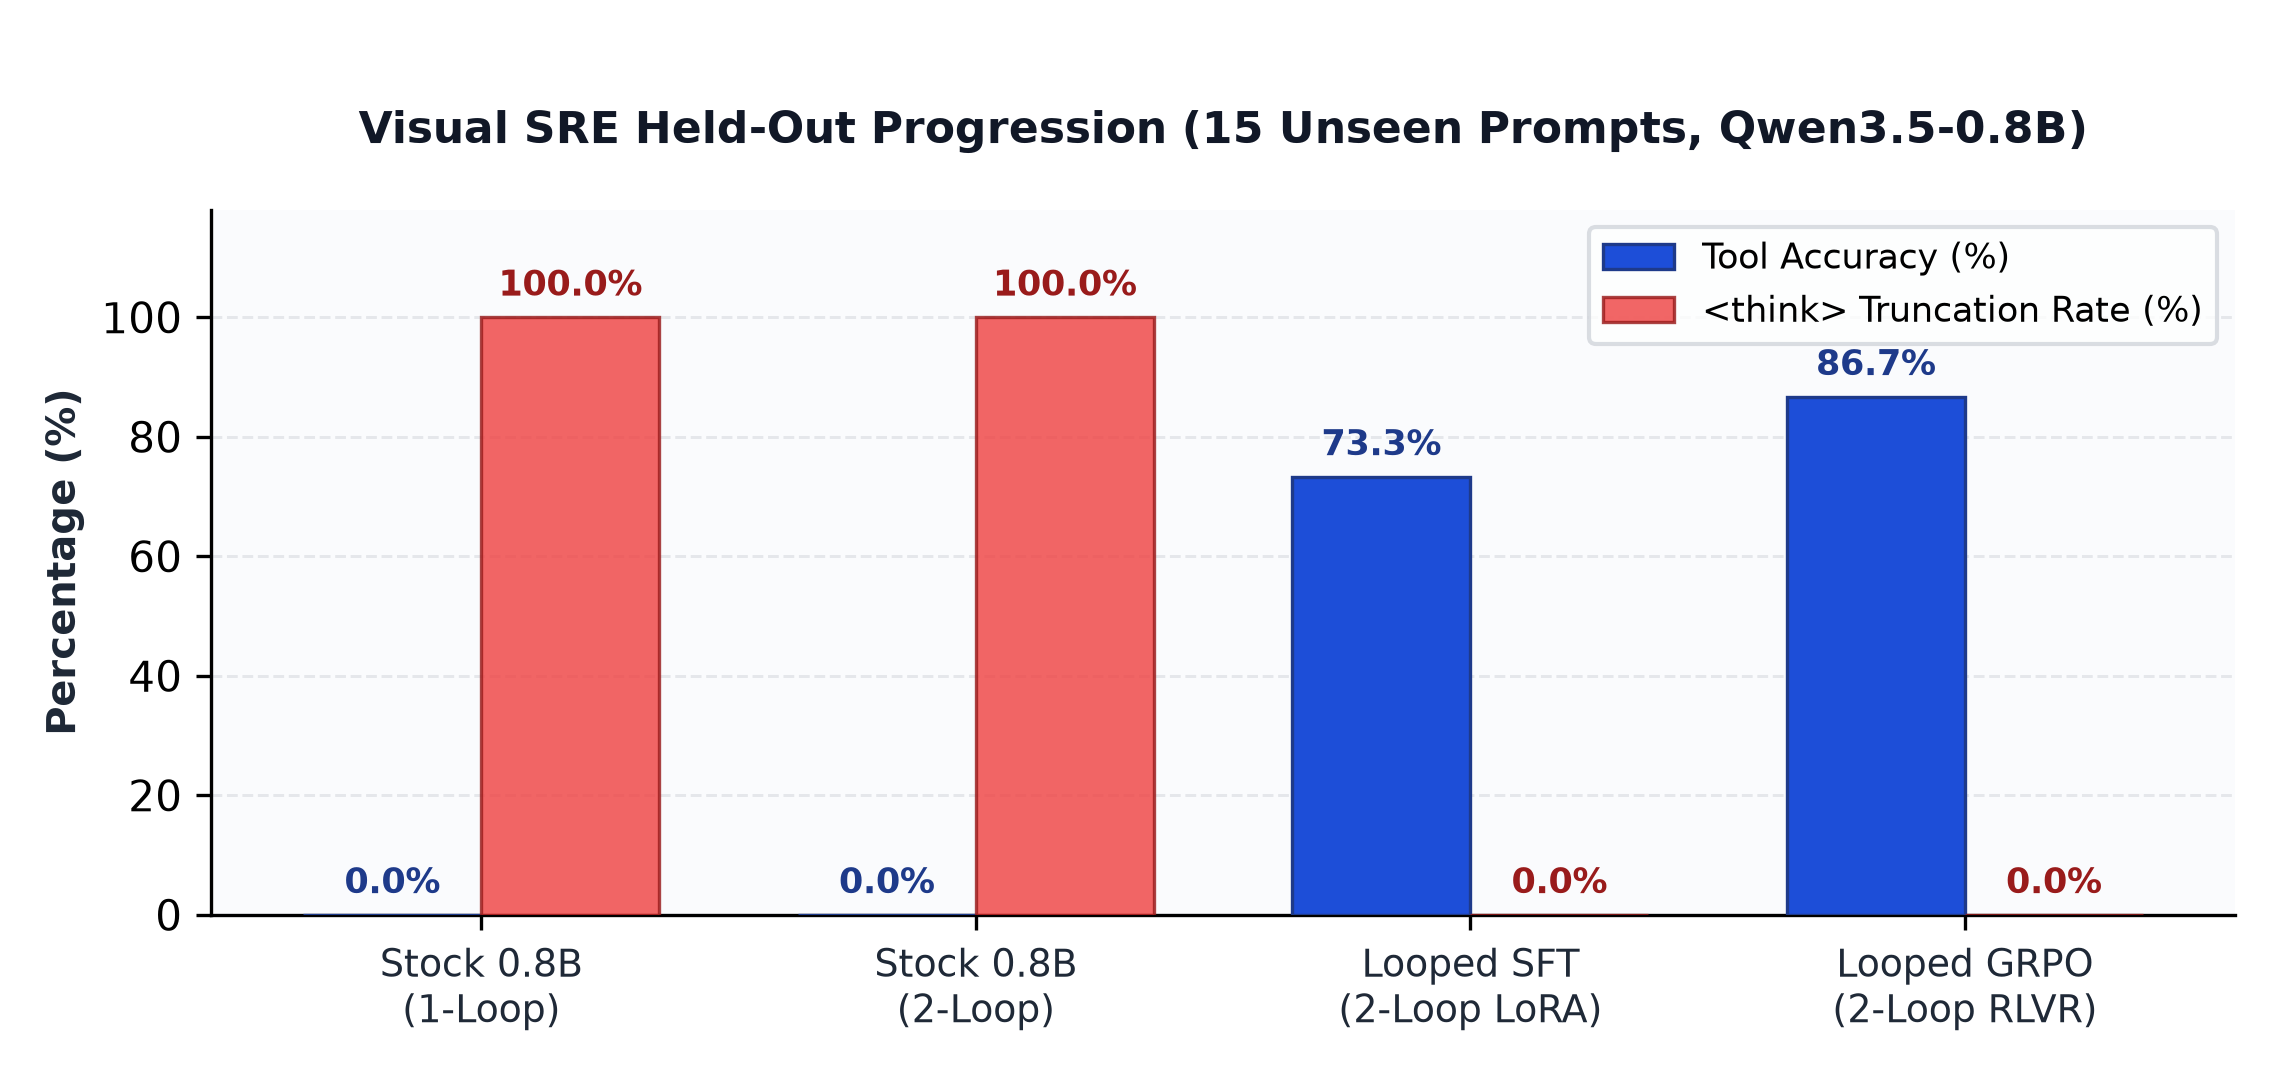 Visual SRE Held-Out Progression (15 Unseen Prompts, Qwen3.5-0.8B)
Tool Accuracy (%)
<think> Truncation Rate (%)
Percentage (%)
100
80
60
40
20
0
0.0%
100.0%
0.0%
100.0%
73.3%
0.0%
86.7%
0.0%
Stock 0.8B
(1-Loop)
Stock 0.8B
(2-Loop)
Looped SFT
(2-Loop LoRA)
Looped GRPO
(2-Loop RLVR)